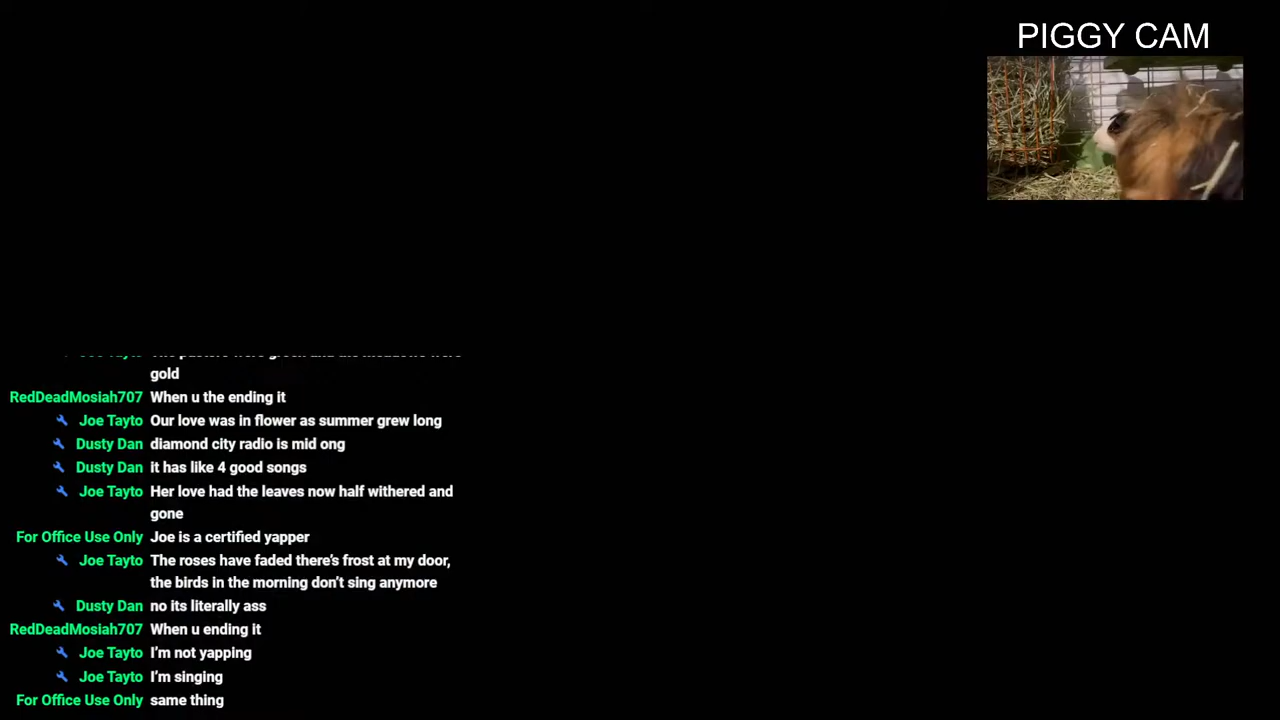 PIGGY CAM
gold
RedDeadMosiah707 When u the ending it
Joe Tayto Our love was in flower as summer grew long
Dusty Dan diamond city radio is mid ong
Dusty Dan it has like 4 good songs
Joe Tayto Her love had the leaves now half withered and
gone
For Office Use Only Joe is a certified yapper
Joe Tayto The roses have faded there's frost at my door,
the birds in the morning don't sing anymore
Dusty Dan no its literally ass
RedDeadMosiah707 When u ending it
Joe Tayto I'm not yapping
Joe Tayto I'm singing
For Office Use Only same thing